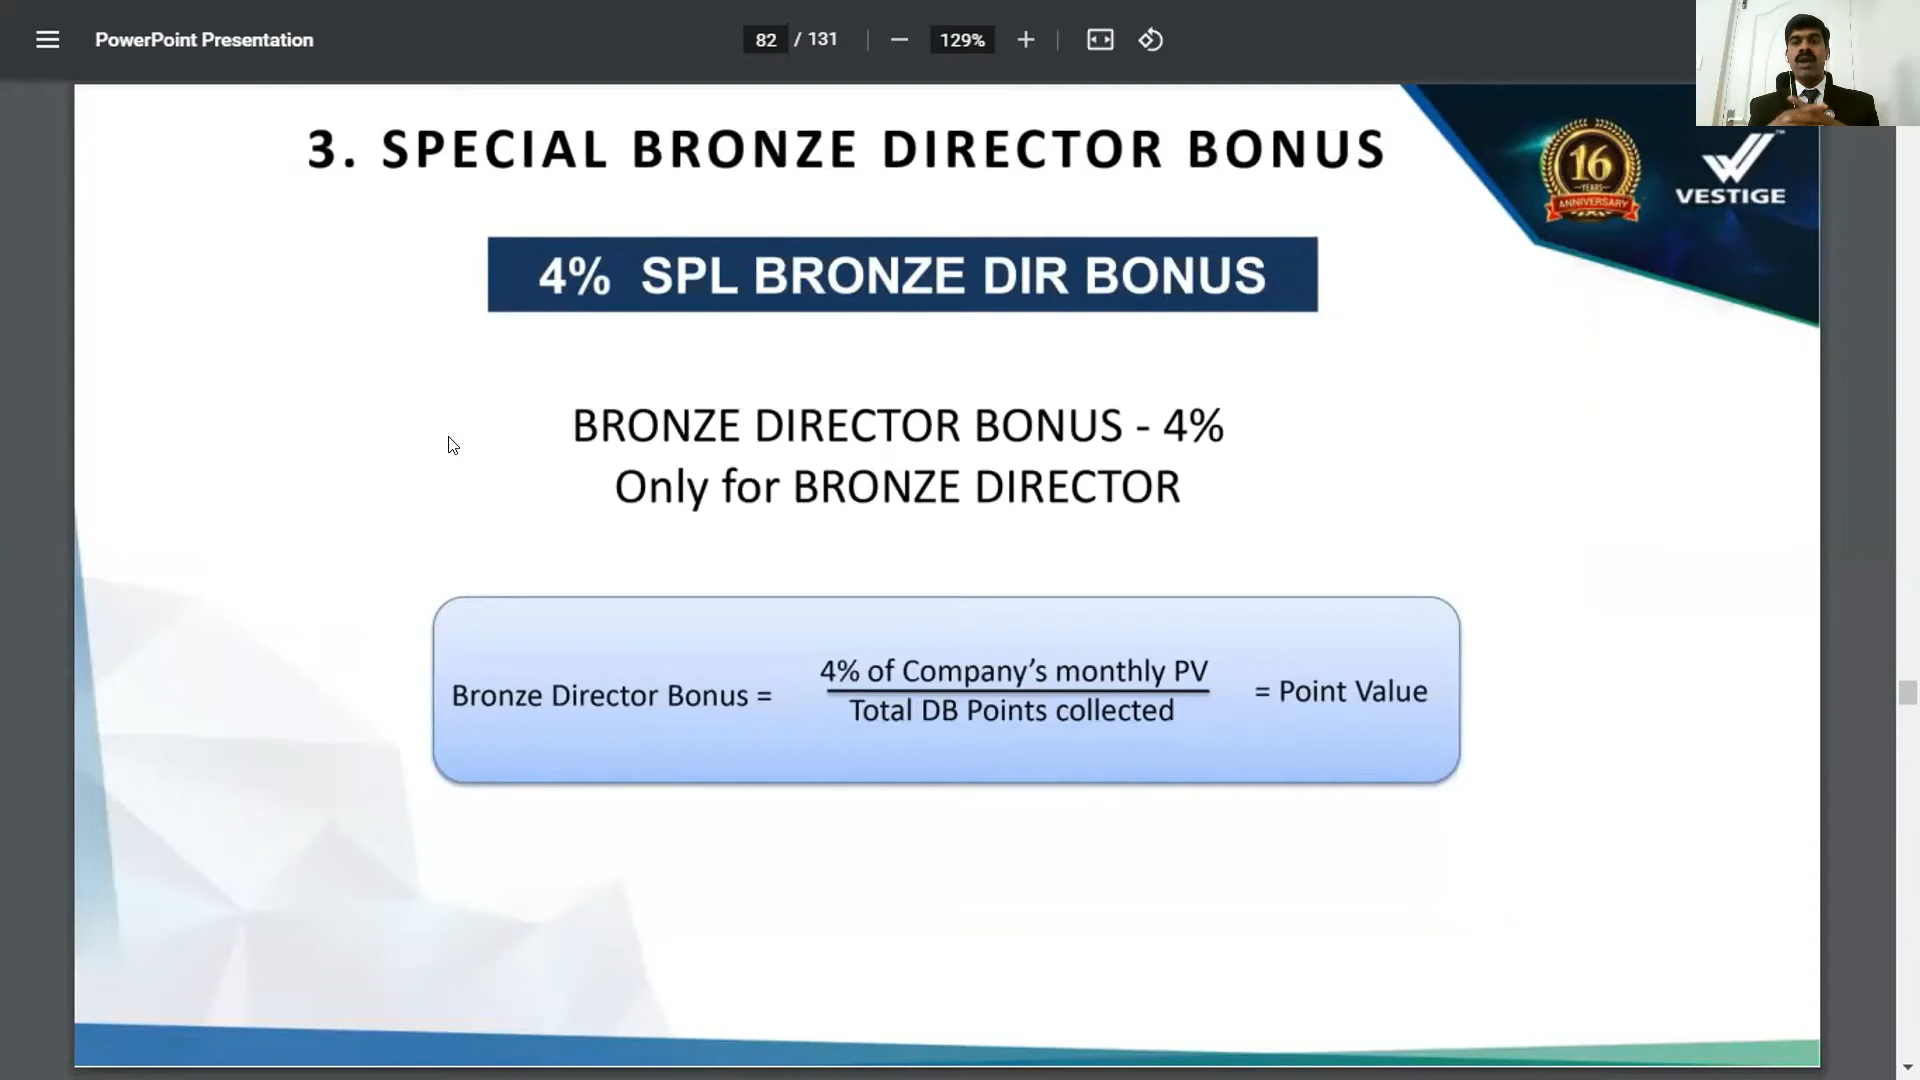 PowerPoint Presentation
82 / 131
129%
3. SPECIAL BRONZE DIRECTOR BONUS
16
YEARS
ANNIVERSARY
VESTIGE
4% SPL BRONZE DIR BONUS
BRONZE DIRECTOR BONUS - 4%
Only for BRONZE DIRECTOR
Bronze Director Bonus =
4% of Company’s monthly PV
Total DB Points collected
= Point Value